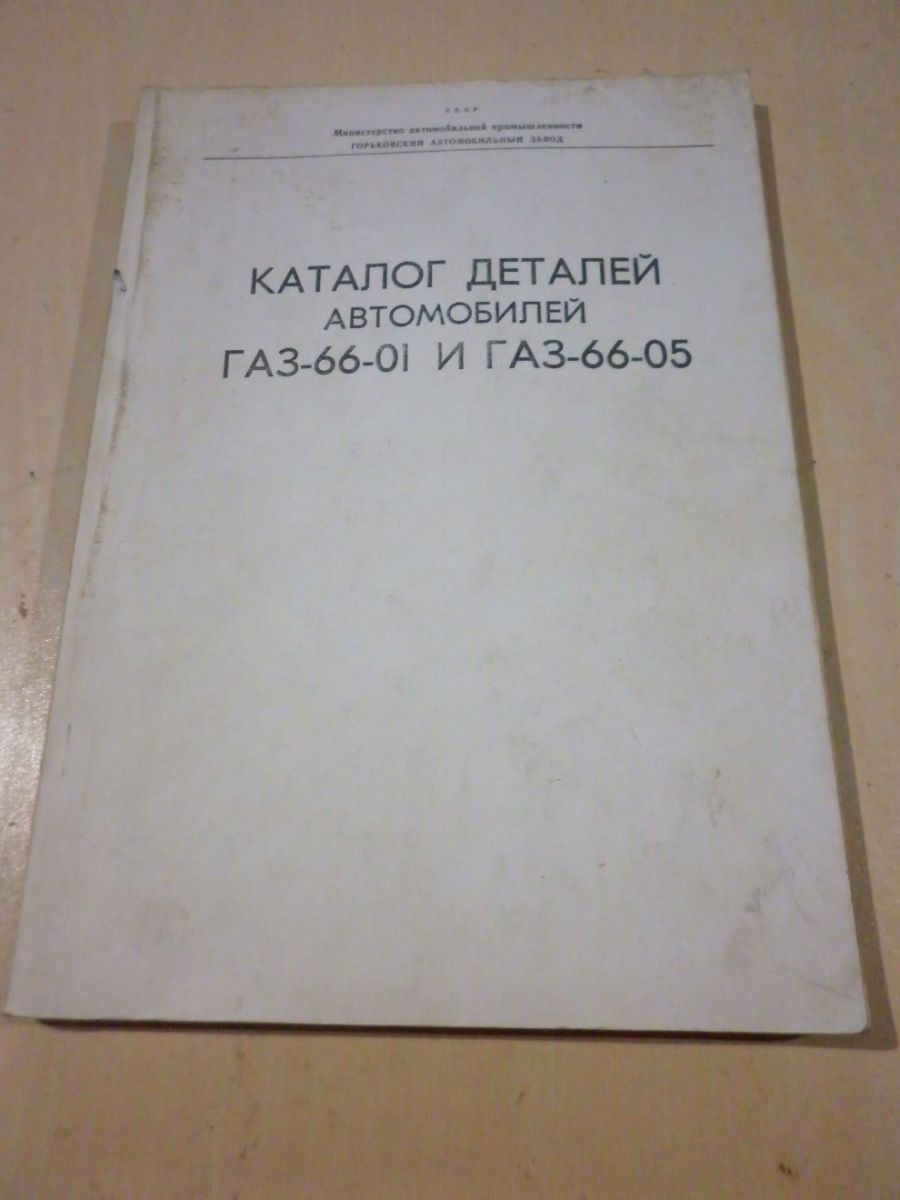 СССР
Министерство автомобильной промышленности
ГОРЬКОВСКИЙ АВТОМОБИЛЬНЫЙ ЗАВОД
КАТАЛОГ ДЕТАЛЕЙ
АВТОМОБИЛЕЙ
ГАЗ-66-01 И ГАЗ-66-05